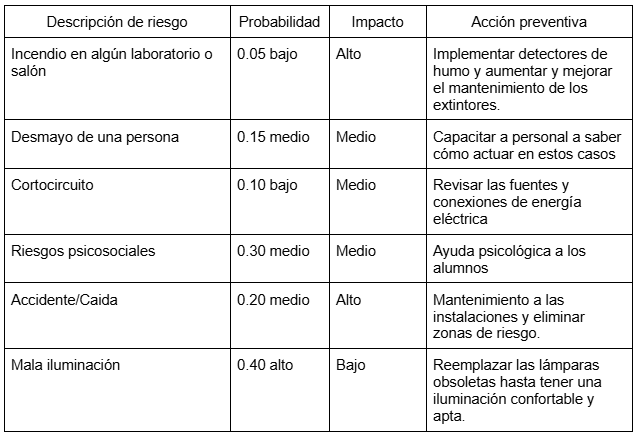 Descripción de riesgo Probabilidad Impacto Acción preventiva
Incendio en algún laboratorio o
salón
0.05 bajo
Alto
Implementar detectores de
humo y aumentar y mejorar
el mantenimiento de los
extintores.
Desmayo de una persona
0.15 medio
Medio
Capacitar a personal a saber
cómo actuar en estos casos
Cortocircuito
0.10 bajo
Medio
Revisar las fuentes y
conexiones de energía
eléctrica
Riesgos psicosociales
0.30 medio
Medio
Ayuda psicológica a los
alumnos
Accidente/Caida
0.20 medio
Alto
Mantenimiento a las
instalaciones y eliminar
zonas de riesgo.
Mala iluminación
0.40 alto
Bajo
Reemplazar las lámparas
obsoletas hasta tener una
iluminación confortable y
apta.